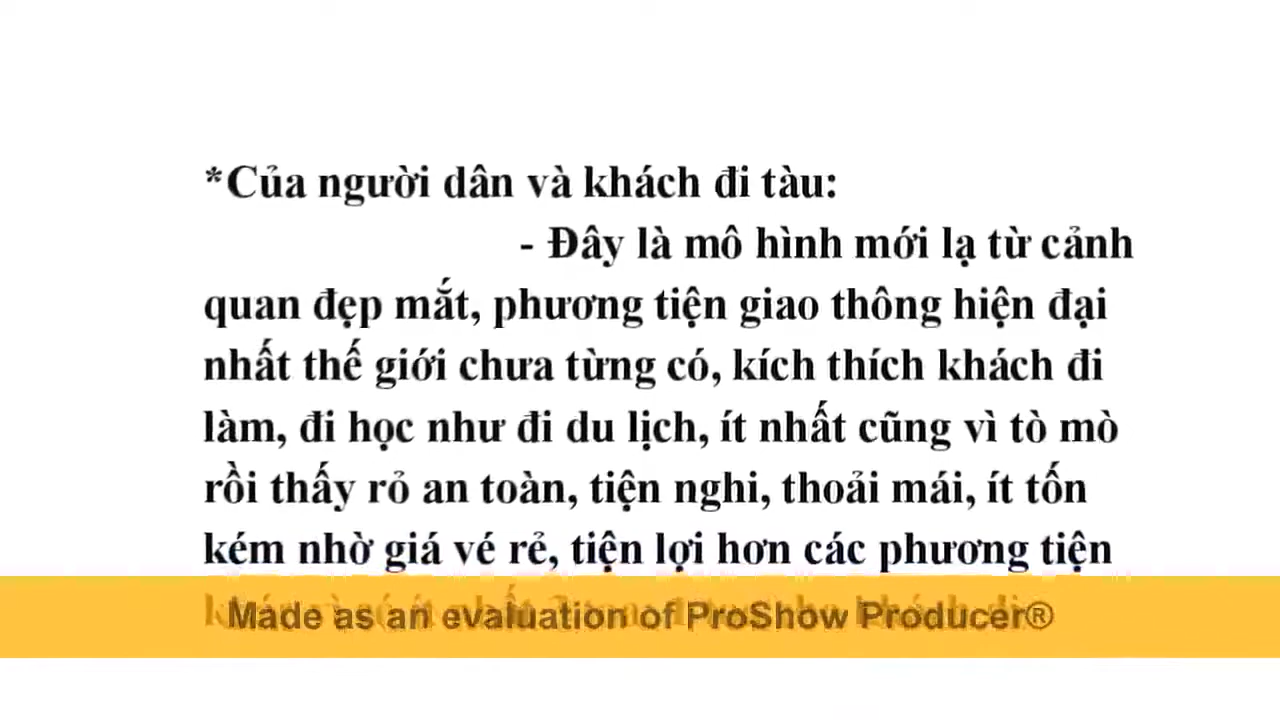 *Của người dân và khách đi tàu:
- Đây là mô hình mới lạ từ cảnh
quan đẹp mắt, phương tiện giao thông hiện đại
nhất thế giới chưa từng có, kích thích khách đi
làm, đi học như đi du lịch, ít nhất cũng vì tò mò
rồi thấy rỏ an toàn, tiện nghi, thoải mái, ít tốn
kém nhờ giá vé rẻ, tiện lợi hơn các phương tiện
Made as an evaluation of ProShow Producer®